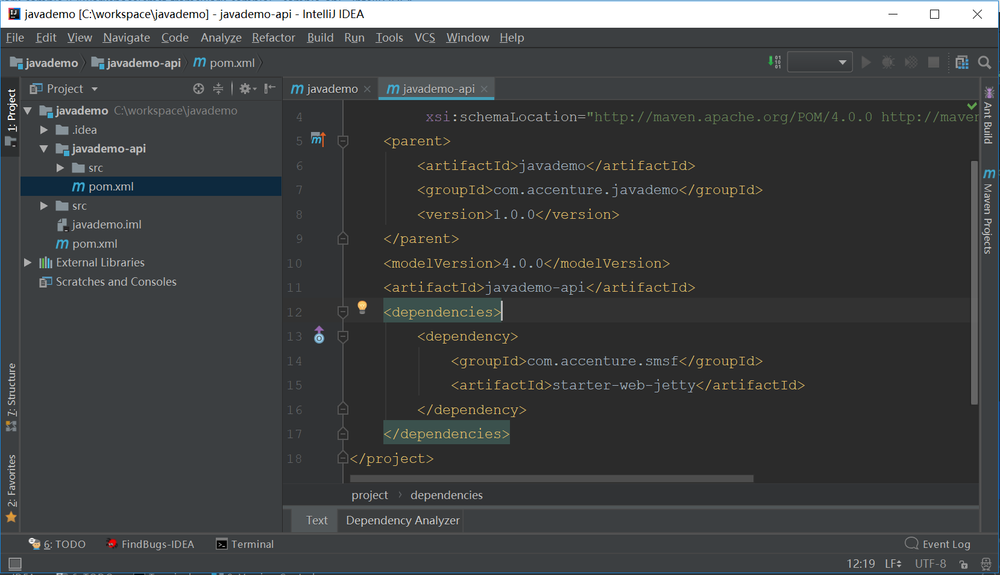 javademo [C:\workspace\javademo] - javademo-api - IntelliJ IDEA
File Edit View Navigate Code Analyze Refactor Build Run Tools VCS Window Help
javademo javademo-api pom.xml
1: Project
7: Structure
2: Favorites
Project
javademo C:\workspace\javademo
.idea
javademo-api
src
pom.xml
src
javademo.iml
pom.xml
External Libraries
Scratches and Consoles
javademo javademo-api
4 xsi:schemaLocation="http://maven.apache.org/POM/4.0.0 http://maven
5 <parent>
6 <artifactId>javademo</artifactId>
7 <groupId>com.accenture.javademo</groupId>
8 <version>1.0.0</version>
9 </parent>
10 <modelVersion>4.0.0</modelVersion>
11 <artifactId>javademo-api</artifactId>
12 <dependencies>
13 <dependency>
14 <groupId>com.accenture.smsf</groupId>
15 <artifactId>starter-web-jetty</artifactId>
16 </dependency>
17 </dependencies>
18 </project>
project › dependencies
Text Dependency Analyzer
Ant Build
Maven Projects
6: TODO FindBugs-IDEA Terminal Event Log
12:19 LF UTF-8